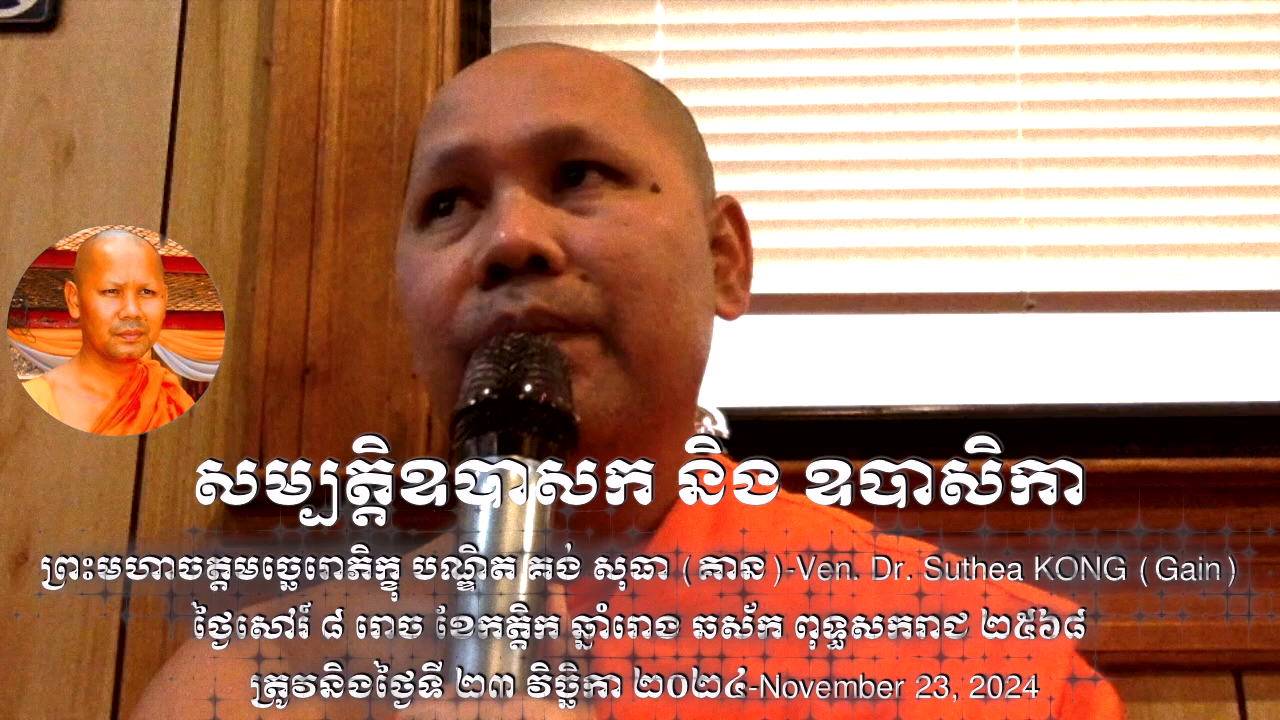 សម្បត្តិឧបាសក និង ឧបាសិកា
ព្រះមហាចត្តមច្ឆេរោភិក្ខុ បណ្ឌិត គង់ សុធា (គាន)-Ven. Dr. Suthea KONG (Gain)
ថ្ងៃសៅរ៍ ៨ រោច ខែកត្តិក ឆ្នាំរោង ឆស័ក ពុទ្ធសករាជ ២៥៦៨
ត្រូវនិងថ្ងៃទី ២៣ វិច្ឆិកា ២០២៤-November 23, 2024